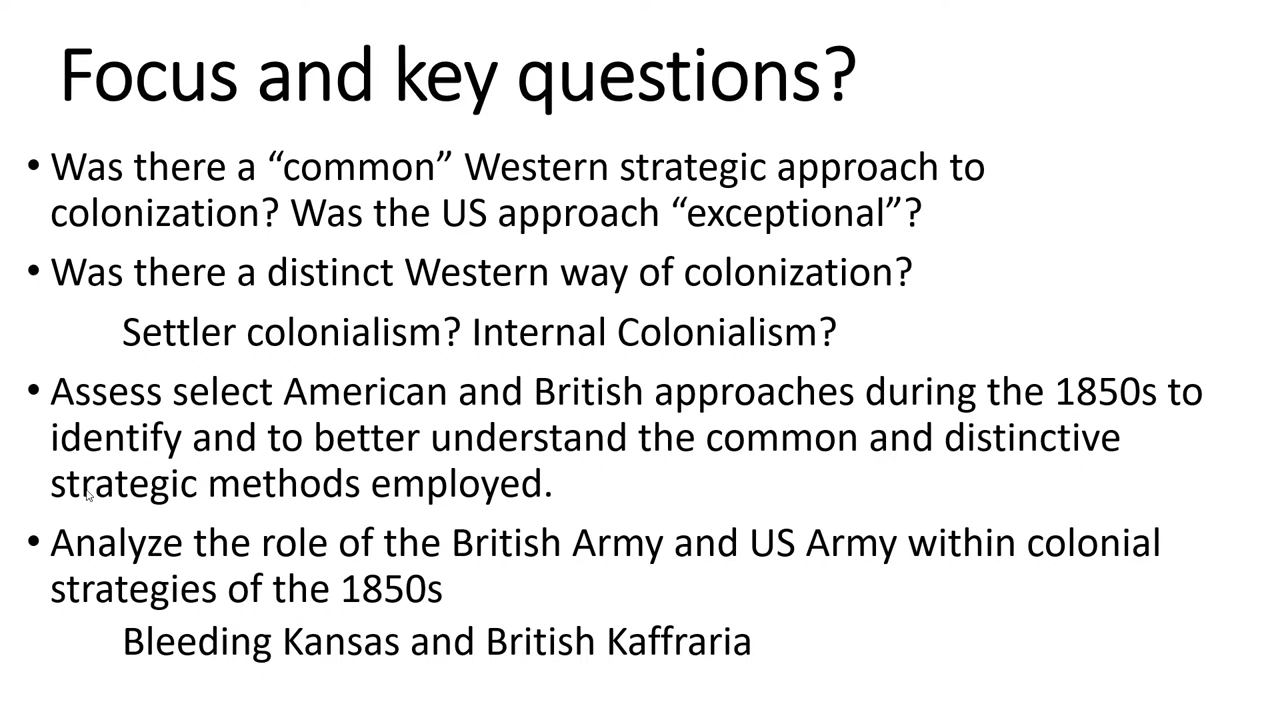 Focus and key questions?
• Was there a “common” Western strategic approach to
colonization? Was the US approach “exceptional”?
• Was there a distinct Western way of colonization?
Settler colonialism? Internal Colonialism?
• Assess select American and British approaches during the 1850s to
identify and to better understand the common and distinctive
strategic methods employed.
• Analyze the role of the British Army and US Army within colonial
strategies of the 1850s
Bleeding Kansas and British Kaffraria